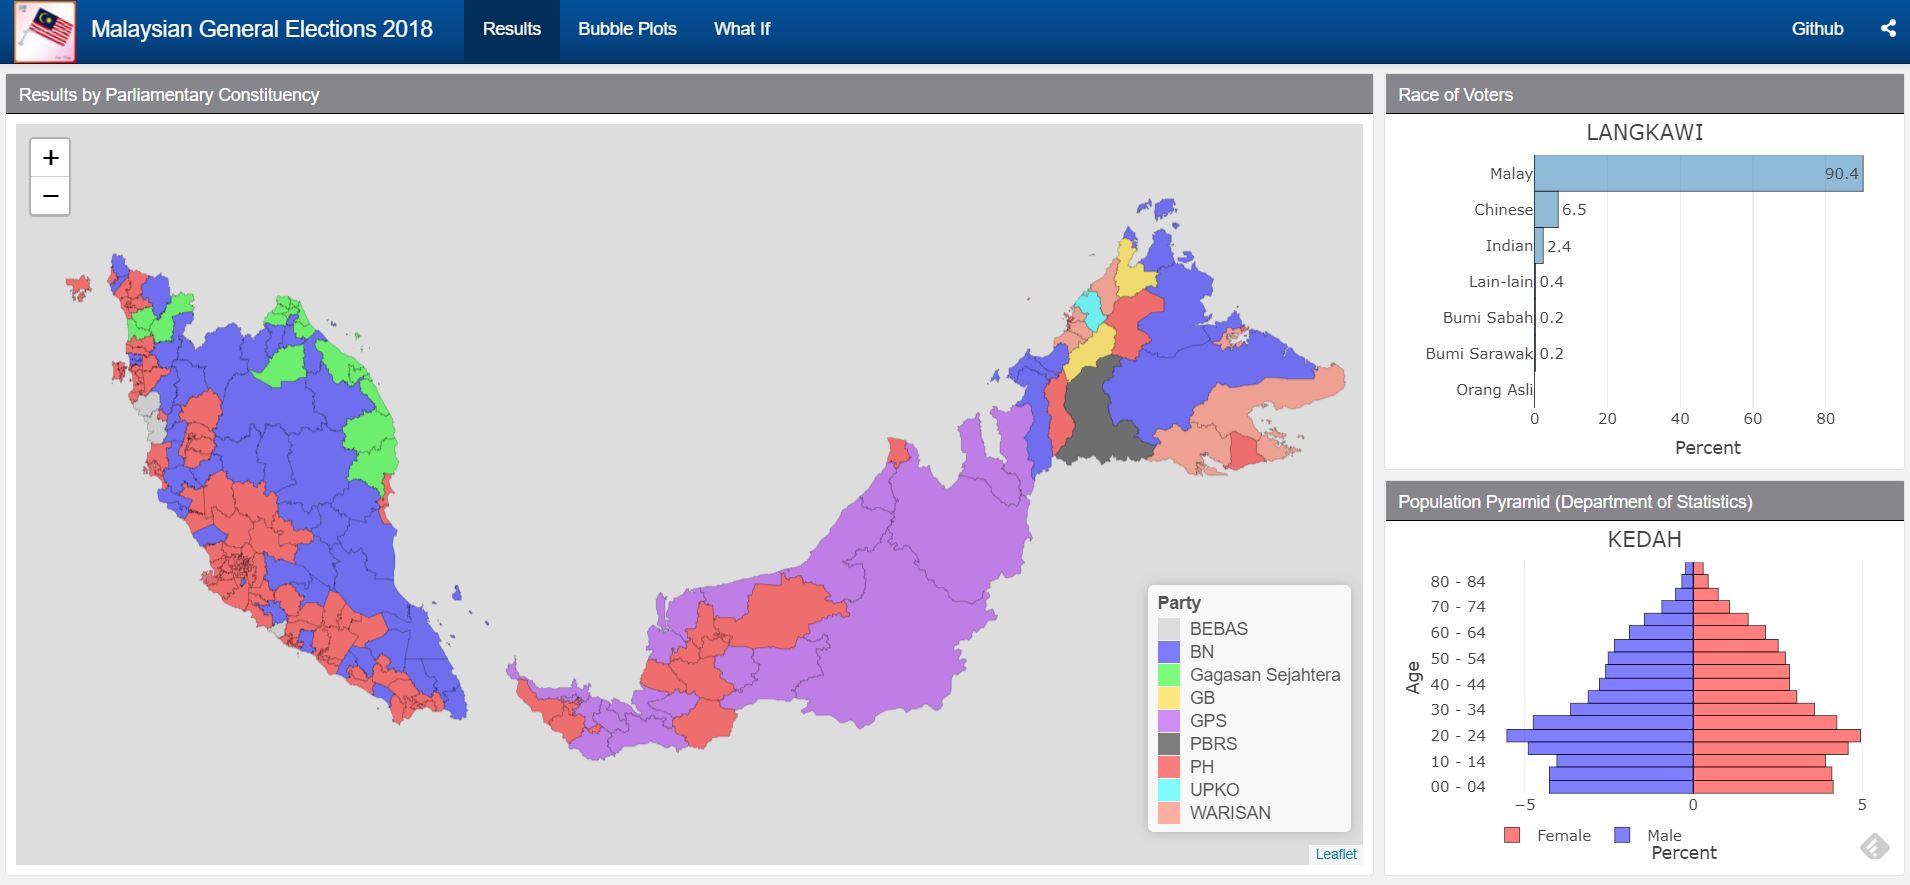 Malaysian General Elections 2018
Results
Bubble Plots
What If
Github
Results by Parliamentary Constituency
+
−
Party
BEBAS
BN
Gagasan Sejahtera
GB
GPS
PBRS
PH
UPKO
WARISAN
Leaflet
Race of Voters
LANGKAWI
Malay 90.4
Chinese 6.5
Indian 2.4
Lain-lain 0.4
Bumi Sabah 0.2
Bumi Sarawak 0.2
Orang Asli
0 20 40 60 80
Percent
Population Pyramid (Department of Statistics)
KEDAH
Age
80 - 84
70 - 74
60 - 64
50 - 54
40 - 44
30 - 34
20 - 24
10 - 14
00 - 04
−5 0 5
Female Male
Percent